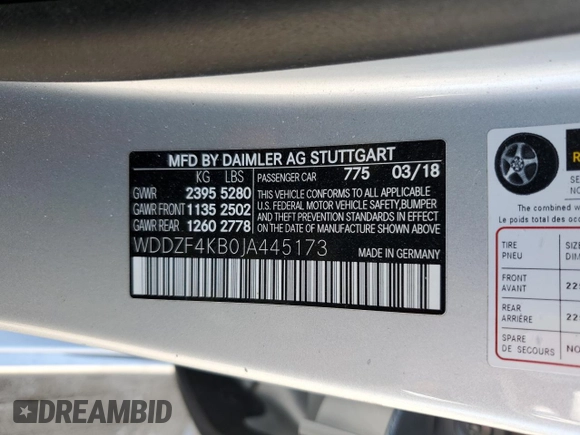 MFD BY DAIMLER AG STUTTGART
KG LBS
PASSENGER CAR 775 03/18
GVWR 2395 5280
GAWR FRONT 1135 2502
GAWR REAR 1260 2778
THIS VEHICLE CONFORMS TO ALL APPLICABLE
U.S. FEDERAL MOTOR VEHICLE SAFETY,BUMPER
AND THEFT PREVENTION STANDARDS IN EFFECT
ON DATE OF MANUFACTURE SHOWN ABOVE.
WDDZF4KB0JA445173
MADE IN GERMANY
The combined
Le poids total des
TIRE
PNEU
FRONT
AVANT
REAR
ARRIÈRE
SPARE
DE SECOURS
DREAMBID